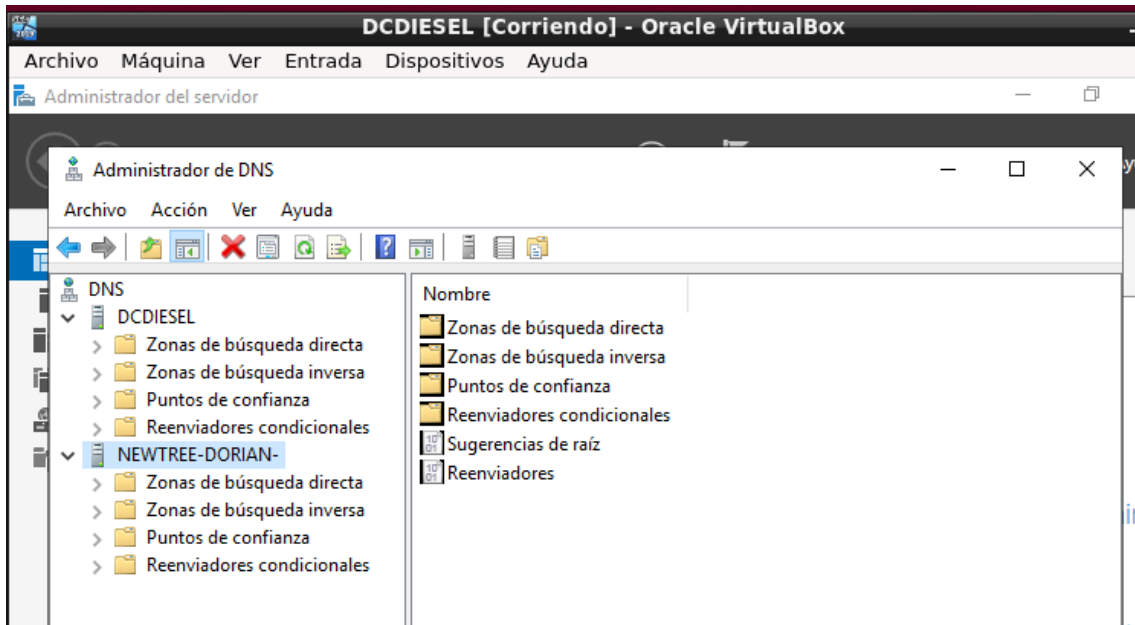 DCDIESEL [Corriendo] - Oracle VirtualBox
Archivo Máquina Ver Entrada Dispositivos Ayuda
Administrador del servidor
Administrador de DNS
Archivo Acción Ver Ayuda
DNS
DCDIESEL
Zonas de búsqueda directa
Zonas de búsqueda inversa
Puntos de confianza
Reenviadores condicionales
NEWTREE-DORIAN-
Zonas de búsqueda directa
Zonas de búsqueda inversa
Puntos de confianza
Reenviadores condicionales
Nombre
Zonas de búsqueda directa
Zonas de búsqueda inversa
Puntos de confianza
Reenviadores condicionales
Sugerencias de raíz
Reenviadores